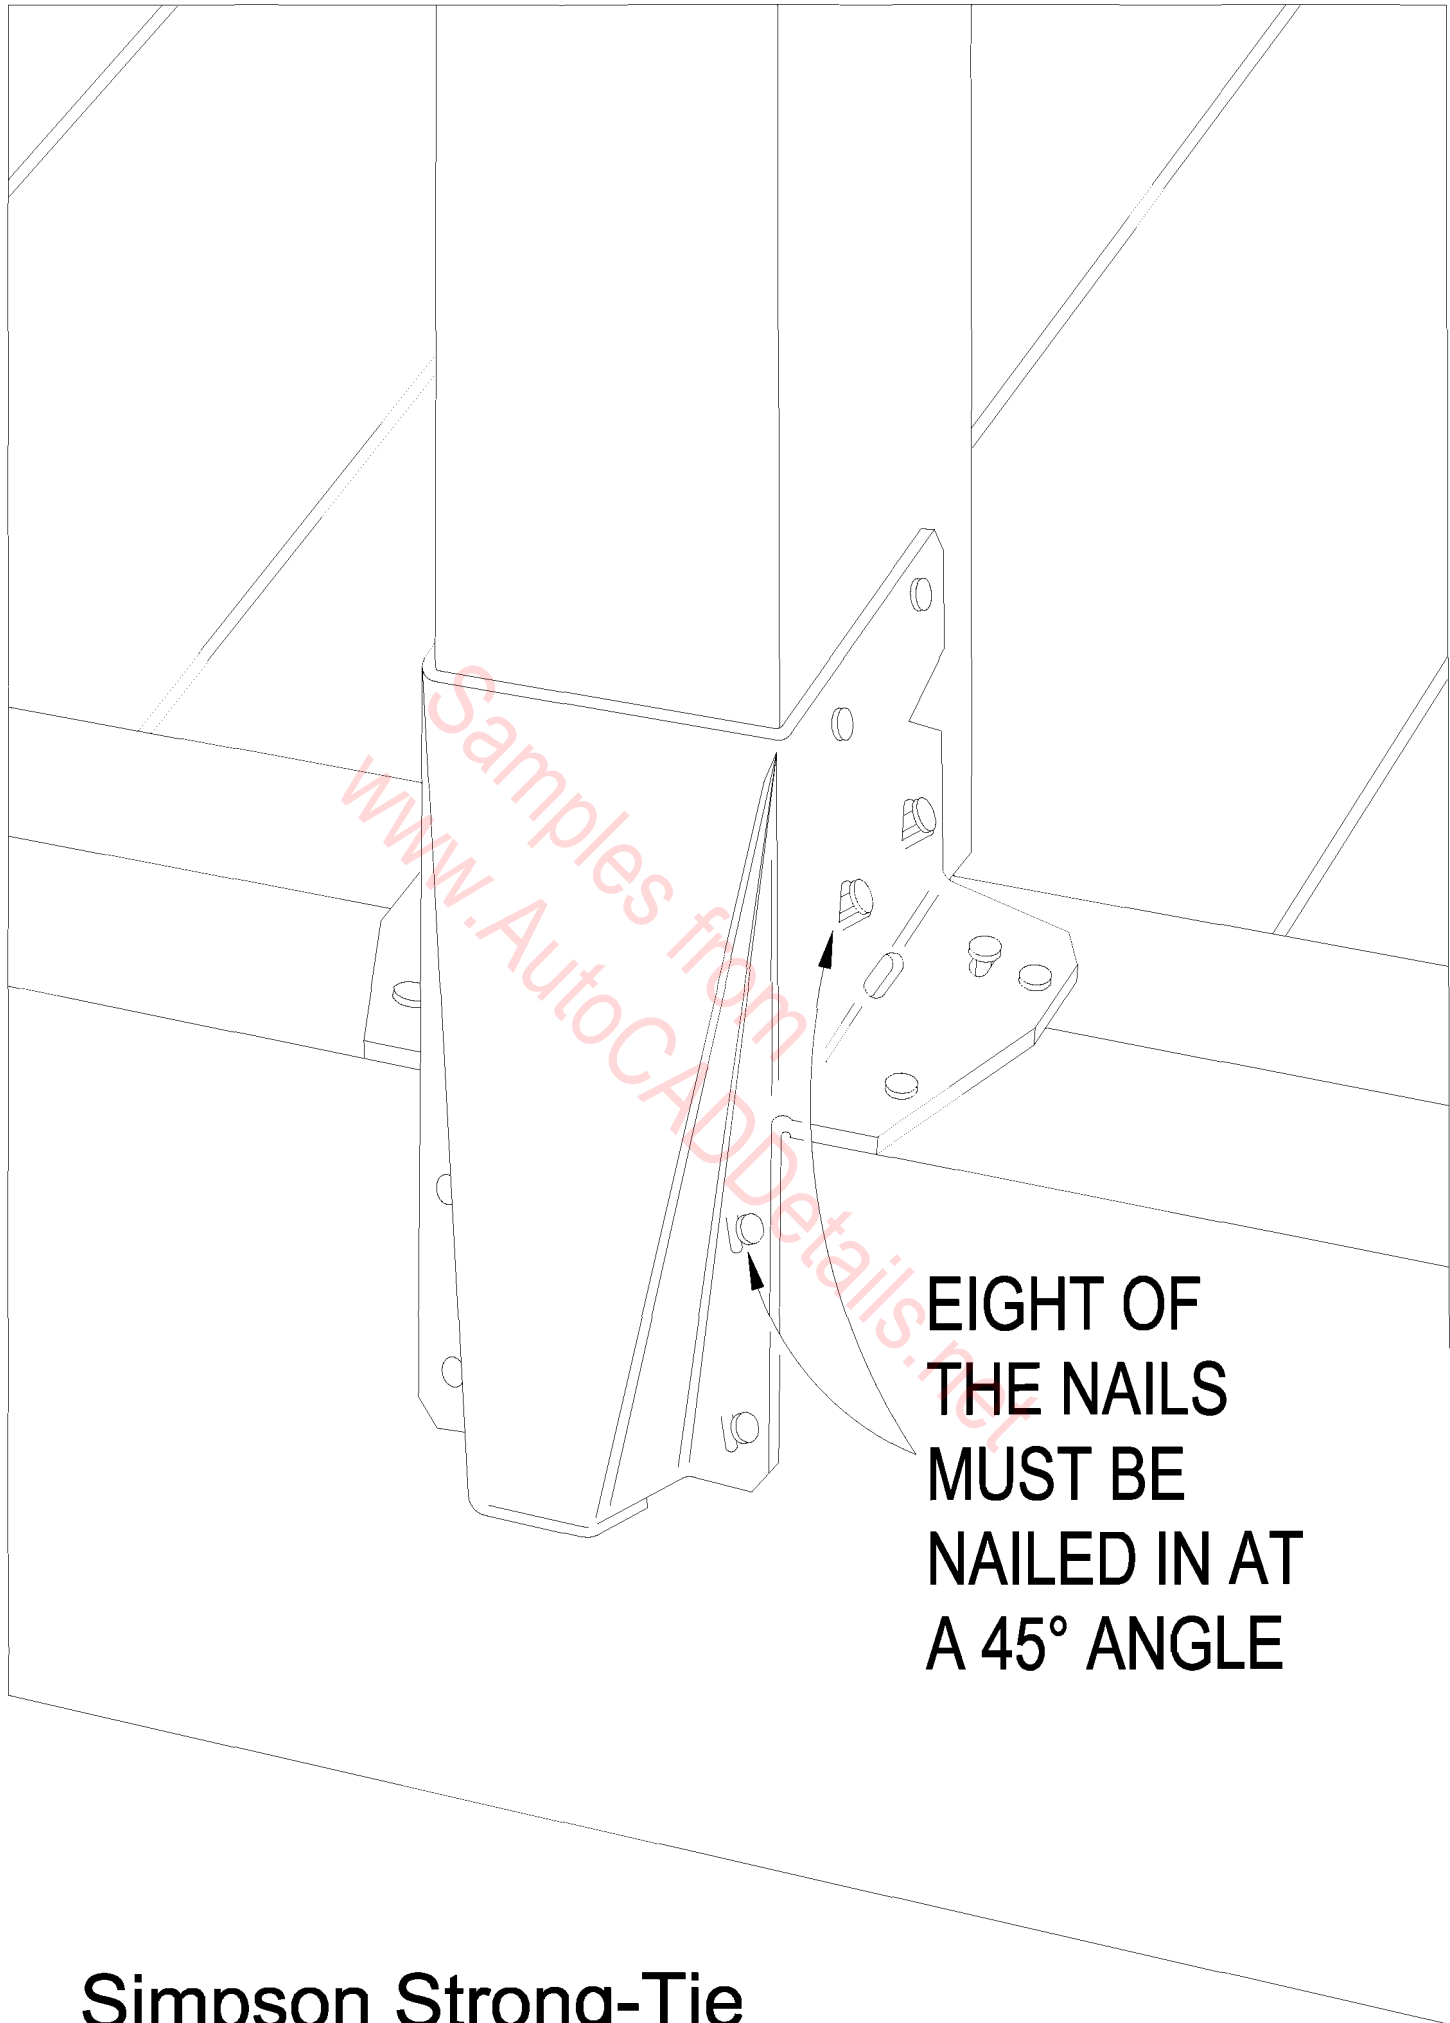 Samples from
www.AutoCADDetails.net
EIGHT OF
THE NAILS
MUST BE
NAILED IN AT
A 45° ANGLE
Simpson Strong-Tie